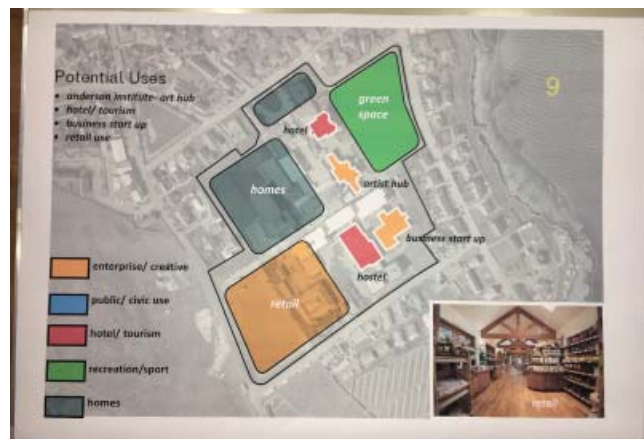 Potential Uses
• anderson institute- art hub
• hotel/ tourism
• business start up
• retail use
9
green
space
hotel
artist hub
homes
business start up
hostel
retail
enterprise/ creative
public/ civic use
hotel/ tourism
recreation/sport
homes
retail